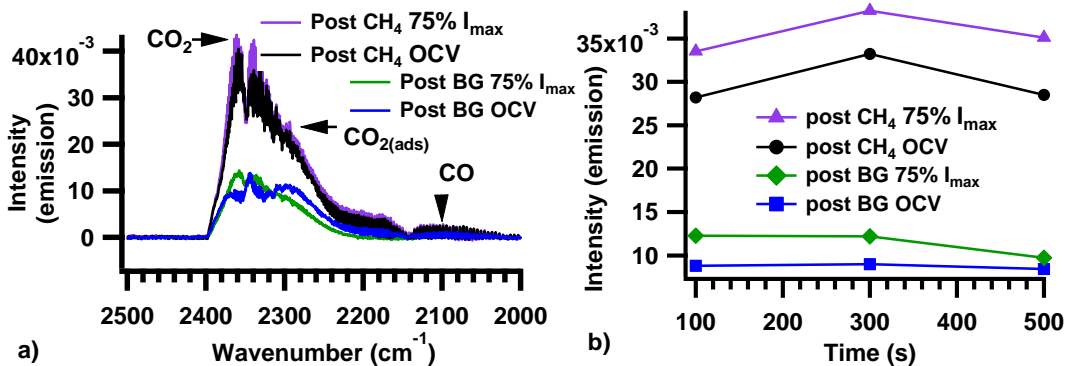 a)
Post CH4 75% Imax
Post CH4 OCV
Post BG 75% Imax
Post BG OCV
CO2
CO2(ads)
CO
40x10-3
30
20
10
0
Intensity
(emission)
2500 2400 2300 2200 2100 2000
Wavenumber (cm-1)
a)
b)
35x10-3
30
25
20
15
10
Intensity (emission)
post CH4 75% Imax
post CH4 OCV
post BG 75% Imax
post BG OCV
100 200 300 400 500
Time (s)
b)